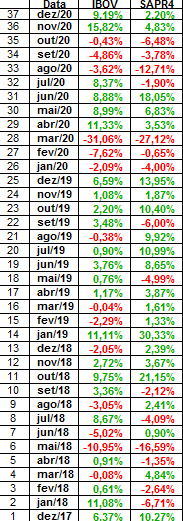 Data IBOV SAPR4
37 dez/20 9,19% 2,20%
36 nov/20 15,82% 4,83%
35 out/20 -0,43% -6,48%
34 set/20 -4,86% -3,78%
33 ago/20 -3,62% -12,71%
32 jul/20 8,37% -1,90%
31 jun/20 8,88% 18,05%
30 mai/20 8,99% 6,83%
29 abr/20 11,33% 3,53%
28 mar/20 -31,06% -27,12%
27 fev/20 -7,62% -0,65%
26 jan/20 -2,09% -4,00%
25 dez/19 6,59% 13,95%
24 nov/19 1,08% 1,87%
23 out/19 2,20% 10,40%
22 set/19 3,48% -6,00%
21 ago/19 -0,38% 9,92%
20 jul/19 0,90% 10,99%
19 jun/19 3,76% 8,65%
18 mai/19 0,76% -4,99%
17 abr/19 1,17% 3,87%
16 mar/19 -0,04% 1,61%
15 fev/19 -2,29% 1,33%
14 jan/19 11,11% 30,33%
13 dez/18 -2,05% 2,39%
12 nov/18 2,72% 3,67%
11 out/18 9,75% 21,15%
10 set/18 3,36% -2,12%
9 ago/18 -3,05% 2,41%
8 jul/18 8,67% -4,09%
7 jun/18 -5,02% 0,90%
6 mai/18 -10,95% -16,59%
5 abr/18 0,91% -1,35%
4 mar/18 -0,08% 4,84%
3 fev/18 0,61% -2,64%
2 jan/18 11,08% -6,71%
1 dez/17 6,37% 10,27%